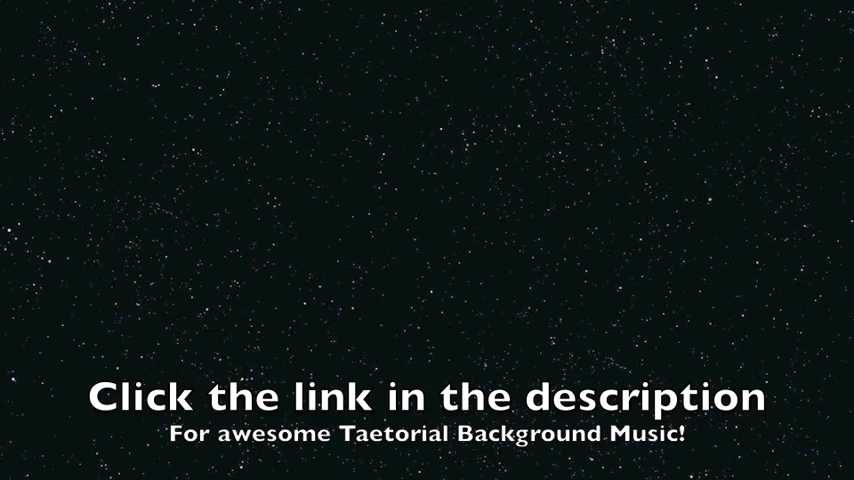 Click the link in the description
For awesome Taetorial Background Music!